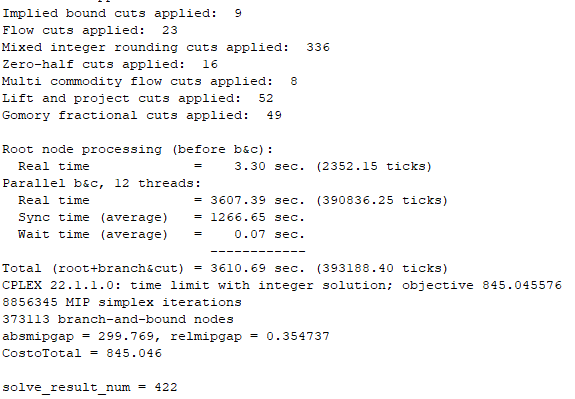 Implied bound cuts applied:  9
Flow cuts applied:  23
Mixed integer rounding cuts applied:  336
Zero-half cuts applied:  16
Multi commodity flow cuts applied:  8
Lift and project cuts applied:  52
Gomory fractional cuts applied:  49

Root node processing (before b&c):
  Real time             =    3.30 sec. (2352.15 ticks)
Parallel b&c, 12 threads:
  Real time             = 3607.39 sec. (390836.25 ticks)
  Sync time (average)   = 1266.65 sec.
  Wait time (average)   =    0.07 sec.
                          ------------
Total (root+branch&cut) = 3610.69 sec. (393188.40 ticks)
CPLEX 22.1.1.0: time limit with integer solution; objective 845.045576
8856345 MIP simplex iterations
373113 branch-and-bound nodes
absmipgap = 299.769, relmipgap = 0.354737
CostoTotal = 845.046

solve_result_num = 422